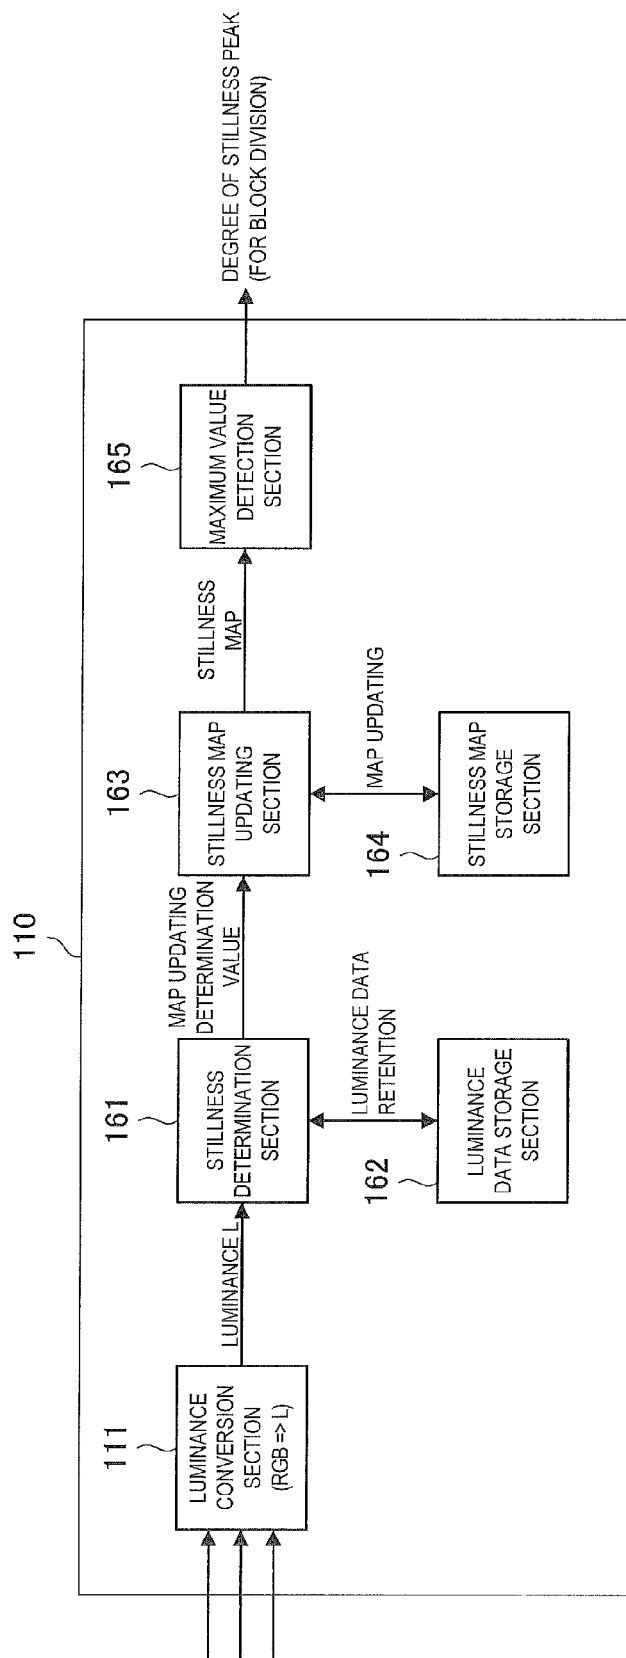 110
111
LUMINANCE
CONVERSION
SECTION
(RGB => L)
LUMINANCE L
161
STILLNESS
DETERMINATION
SECTION
LUMINANCE DATA
RETENTION
162
LUMINANCE
DATA STORAGE
SECTION
MAP UPDATING
DETERMINATION
VALUE
163
STILLNESS MAP
UPDATING
SECTION
MAP UPDATING
164
STILLNESS MAP
STORAGE
SECTION
STILLNESS
MAP
165
MAXIMUM VALUE
DETECTION
SECTION
DEGREE OF STILLNESS PEAK
(FOR BLOCK DIVISION)